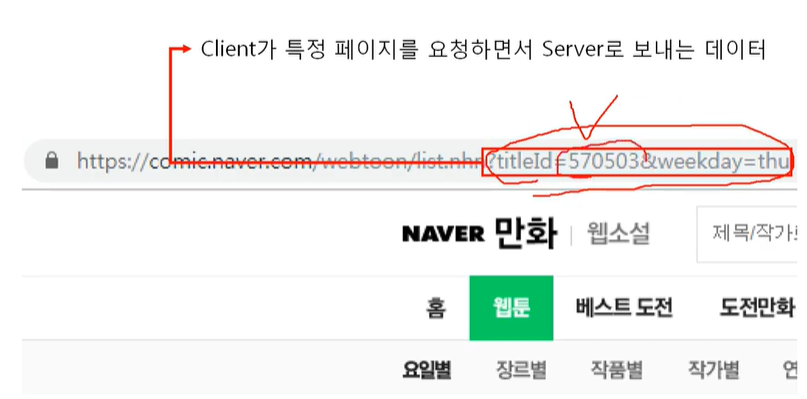 Client가 특정 페이지를 요청하면서 Server로 보내는 데이터
https://comic.naver.com/webtoon/list.nhn?titleId=570503&weekday=thu
NAVER 만화 | 웹소설 제목/작가로
홈 웹툰 베스트 도전 도전만화
요일별 장르별 작품별 작가별 연